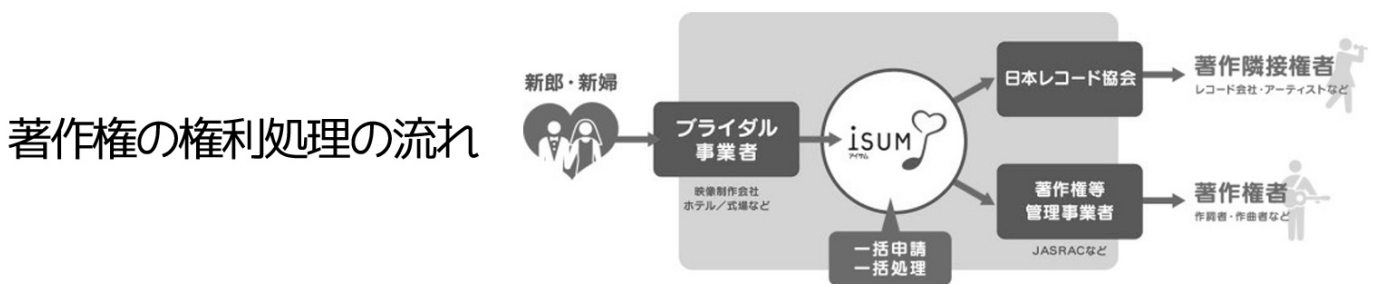 著作権の権利処理の流れ
新郎・新婦
ブライダル
事業者
映像制作会社
ホテル／式場など
isum
アイサム
一括申請
一括処理
日本レコード協会
著作隣接権者
レコード会社・アーティストなど
著作権等
管理事業者
JASRACなど
著作権者
作詞者・作曲者など